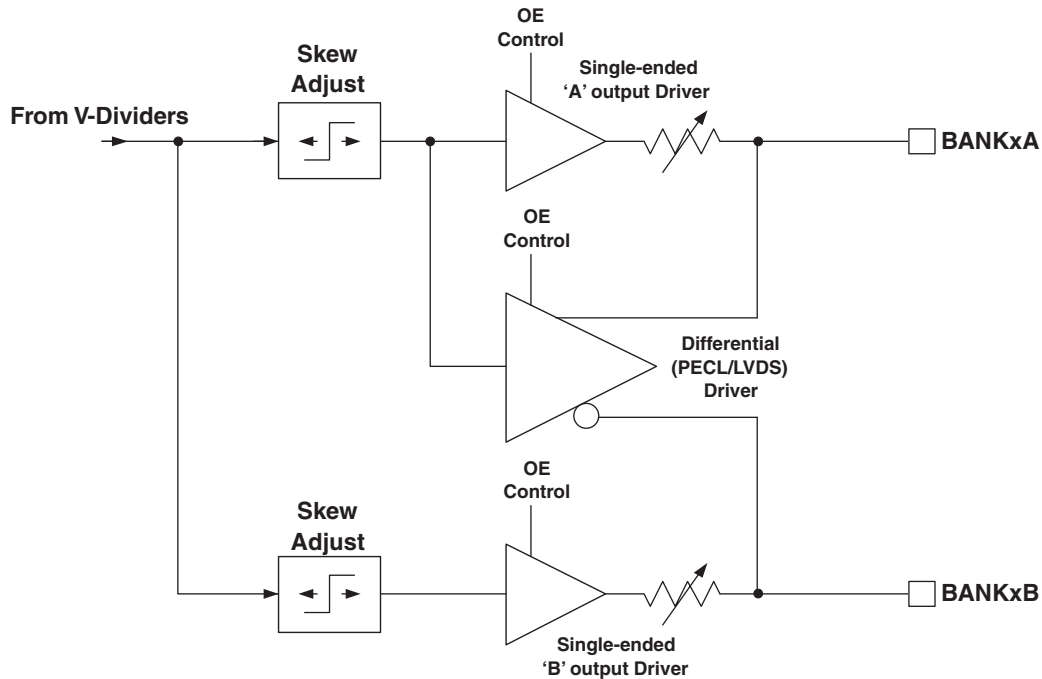 OE
Control
Skew
Adjust
Single-ended
‘A’ output Driver
From V-Dividers
BANKxA
OE
Control
Differential
(PECL/LVDS)
Driver
OE
Control
Skew
Adjust
BANKxB
Single-ended
‘B’ output Driver